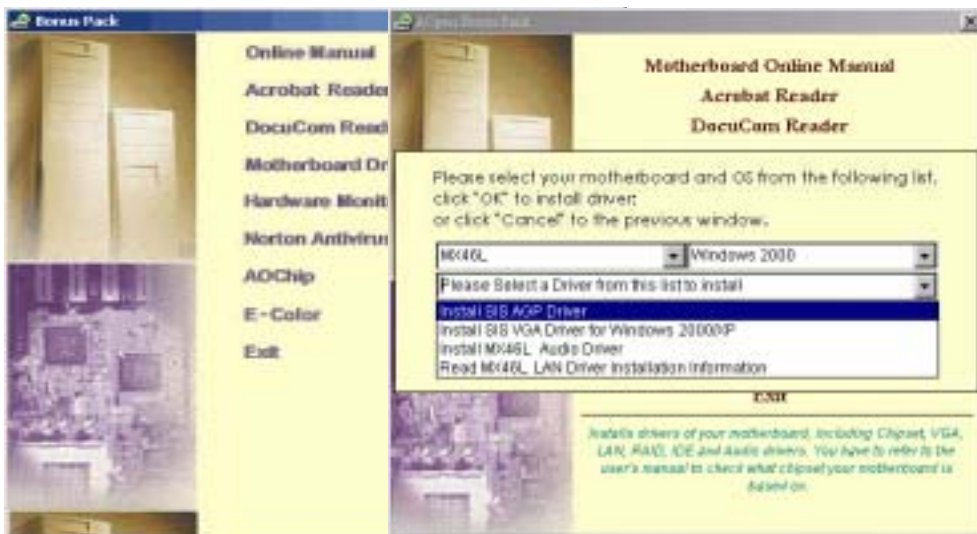 Bonus Pack
Online Manual
Acrobat Reader
DocuCom Read
Motherboard Dr
Hardware Monit
Norton Antivirus
AOChip
E-Color
Exit
AOpen Bonus Pack
Motherboard Online Manual
Acrobat Reader
DocuCom Reader
Please select your motherboard and OS from the following list,
click "OK" to install driver;
or click "Cancel" to the previous window.
MX46L Windows 2000
Please Select a Driver from this list to install
Install SIS AGP Driver
Install SIS VGA Driver for Windows 2000/XP
Install MX46L Audio Driver
Read MX46L LAN Driver Installation Information
Exit
Installs drivers of your motherboard, including Chipset, VGA,
LAN, RAID, IDE and Audio drivers. You have to refer to the
user's manual to check what chipset your motherboard is
based on.